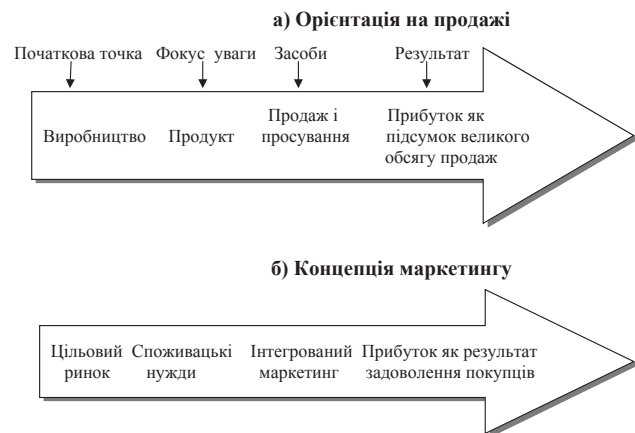 а) Орієнтація на продажі
Початкова точка Фокус уваги Засоби Результат
Виробництво Продукт Продаж і просування Прибуток як підсумок великого обсягу продаж
б) Концепція маркетингу
Цільовий ринок Споживацькі нужди Інтегрований маркетинг Прибуток як результат задоволення покупців